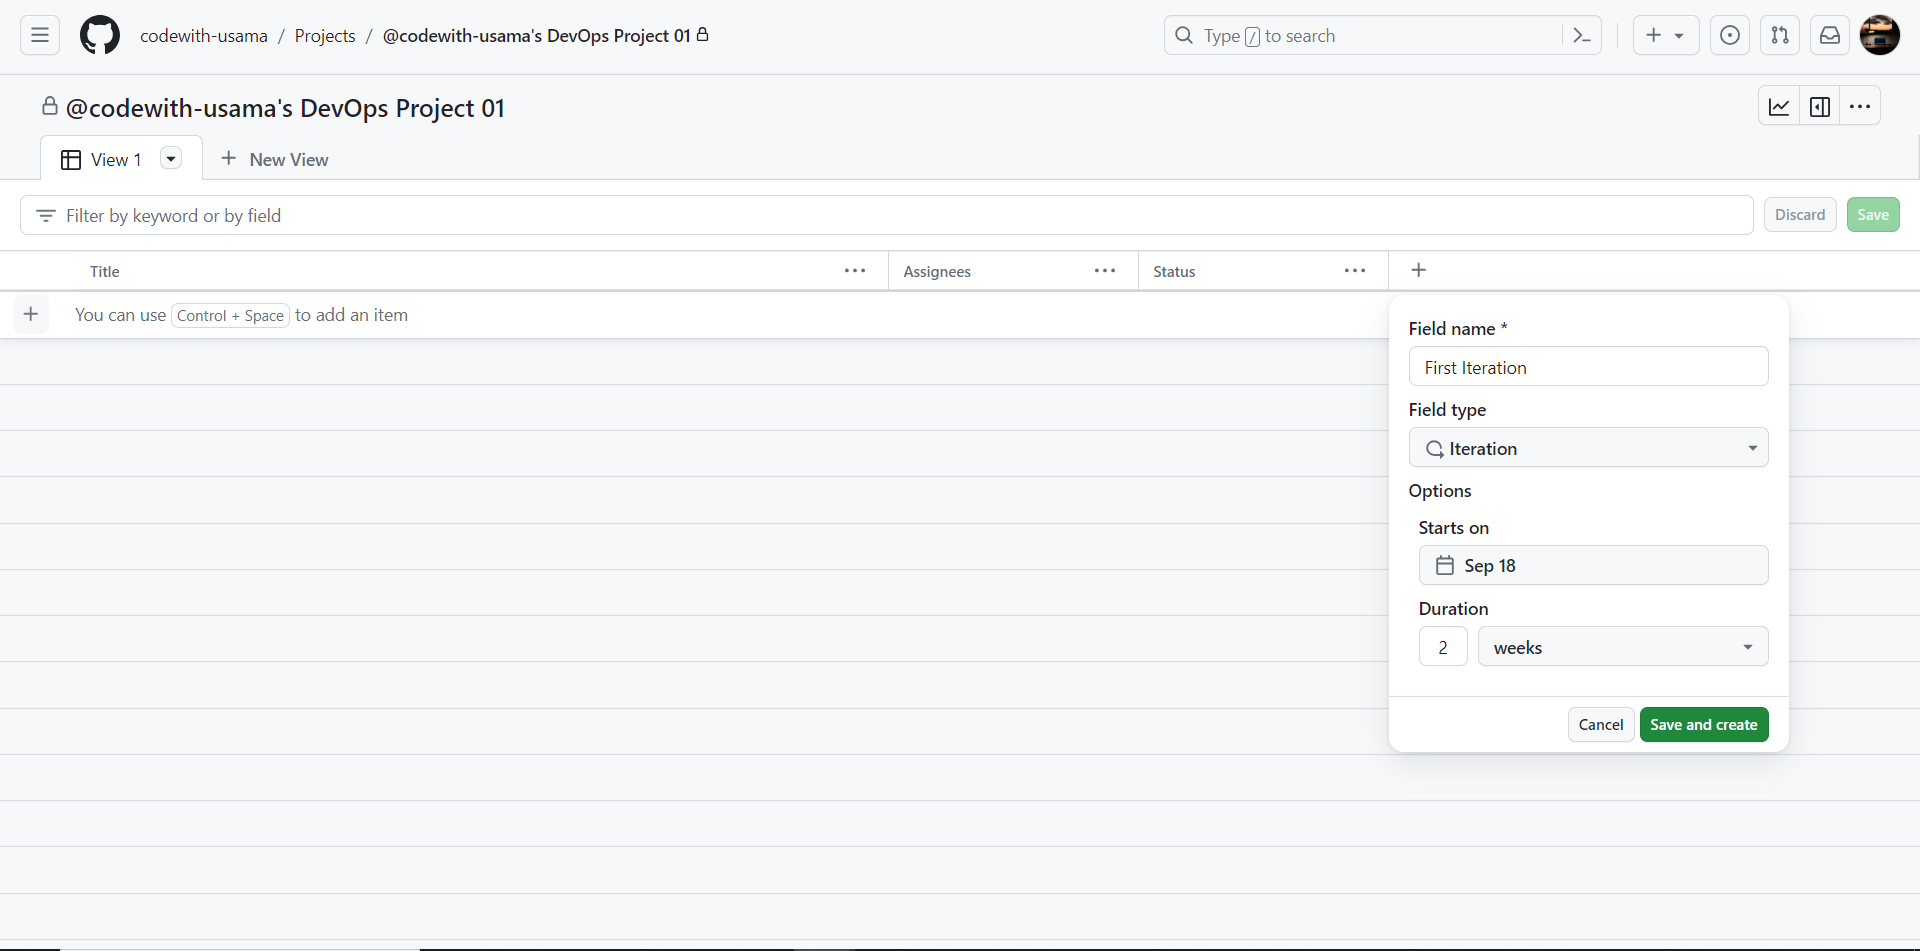 codewith-usama / Projects / @codewith-usama's DevOps Project 01
Type / to search
@codewith-usama's DevOps Project 01
View 1
New View
Filter by keyword or by field
Discard
Save
Title
Assignees
Status
You can use Control + Space to add an item
Field name *
First Iteration
Field type
Iteration
Options
Starts on
Sep 18
Duration
2 weeks
Cancel
Save and create